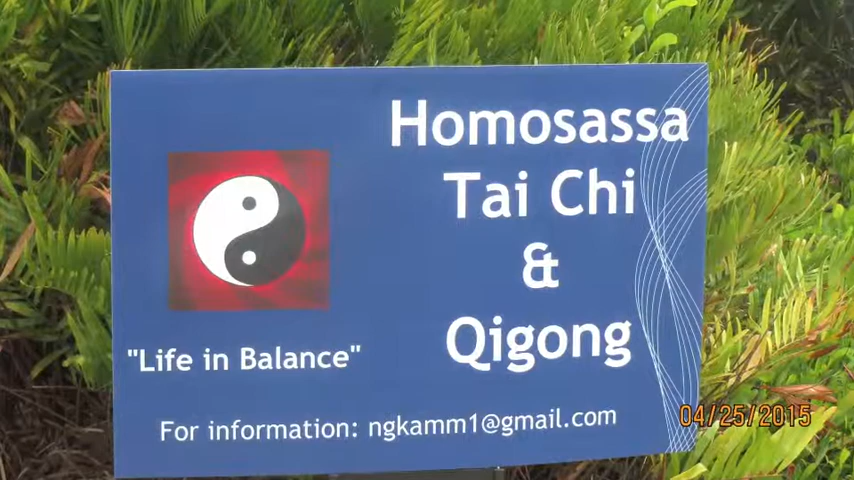 Homosassa
Tai Chi
&
Qigong
"Life in Balance"
For information: ngkamm1@gmail.com
04/25/2015